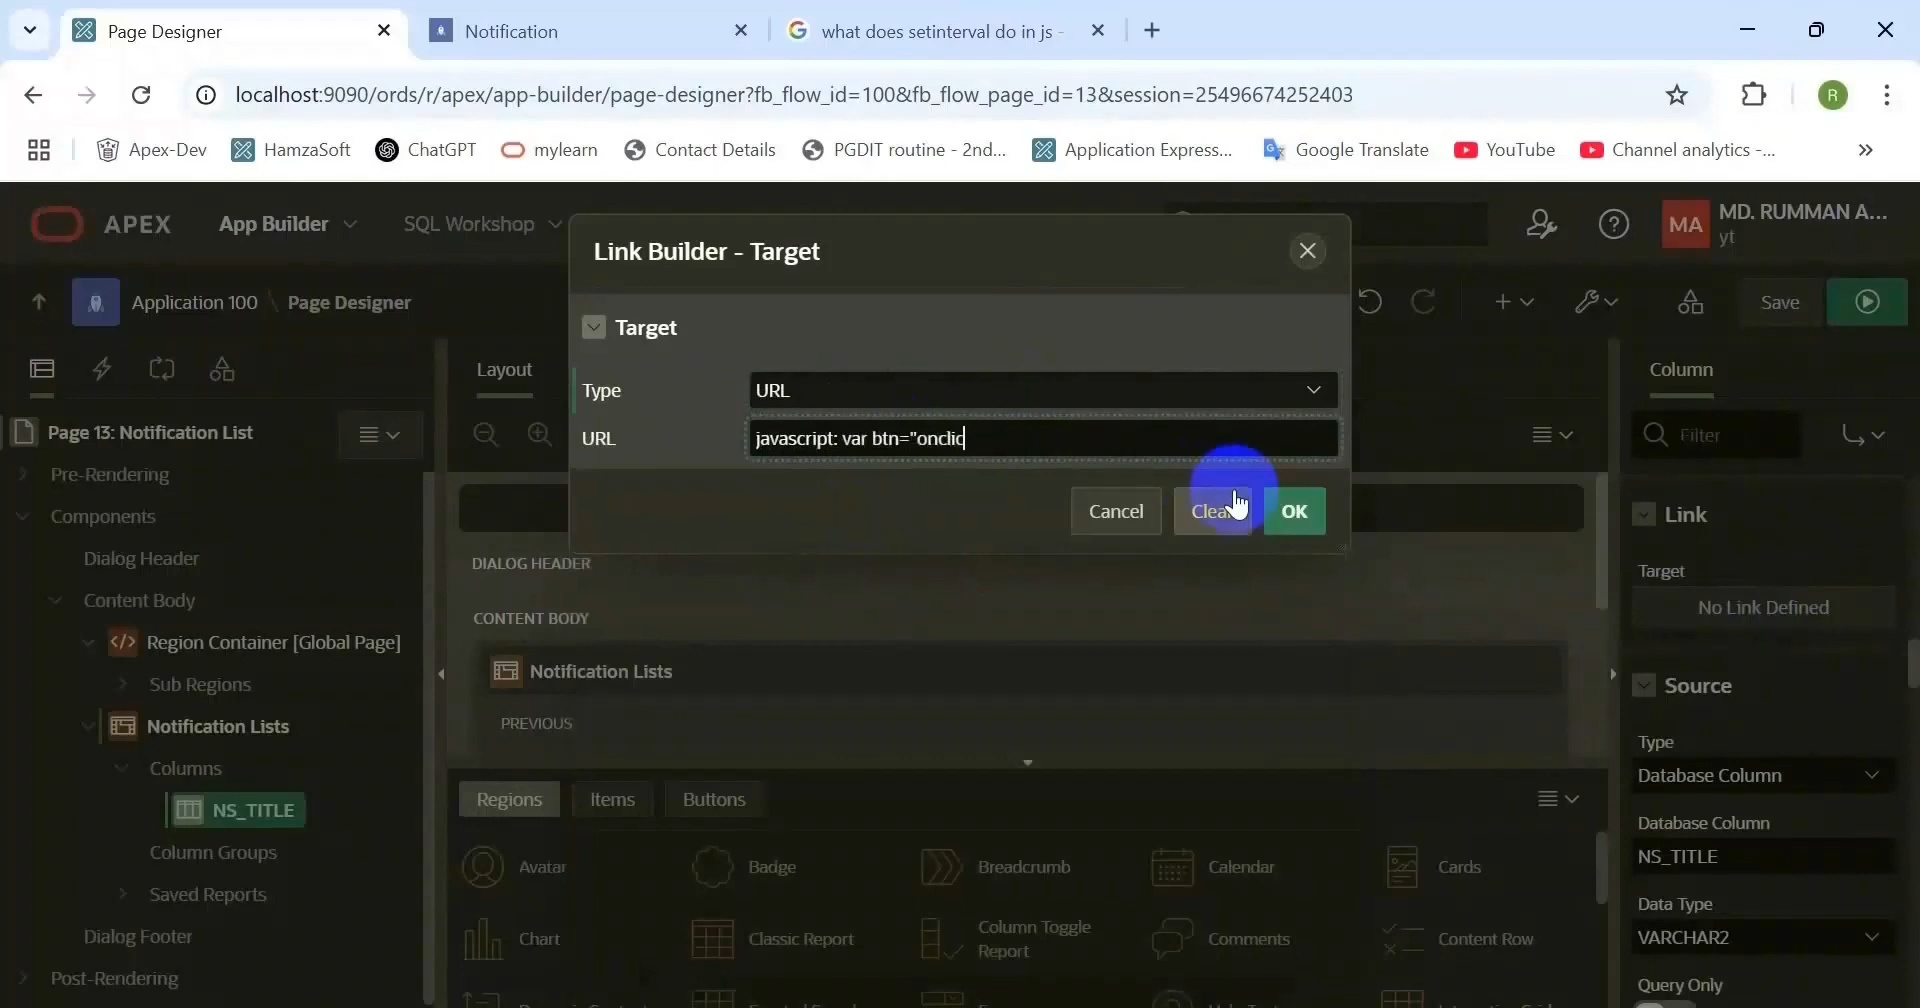 Page Designer
Notification
what does setinterval do in js -
localhost:9090/ords/r/apex/app-builder/page-designer?fb_flow_id=100&fb_flow_page_id=13&session=25496674252403
R
Apex-Dev
HamzaSoft
ChatGPT
mylearn
Contact Details
PGDIT routine - 2nd...
Application Express...
Google Translate
YouTube
Channel analytics -...
APEX
App Builder
SQL Workshop
MA
MD. RUMMAN A...
yt
Link Builder - Target
Application 100 \ Page Designer
Save
Target
Type
URL
URL
javascript: var btn="onclic
Cancel
Clear
OK
Layout
Page 13: Notification List
Pre-Rendering
Components
Dialog Header
Content Body
Region Container [Global Page]
Sub Regions
Notification Lists
Columns
NS_TITLE
Column Groups
Saved Reports
Dialog Footer
Post-Rendering
DIALOG HEADER
CONTENT BODY
Notification Lists
PREVIOUS
Regions
Items
Buttons
Avatar
Badge
Breadcrumb
Calendar
Cards
Chart
Classic Report
Column Toggle
Report
Comments
Content Row
Column
Filter
Link
Target
No Link Defined
Source
Type
Database Column
Database Column
NS_TITLE
Data Type
VARCHAR2
Query Only